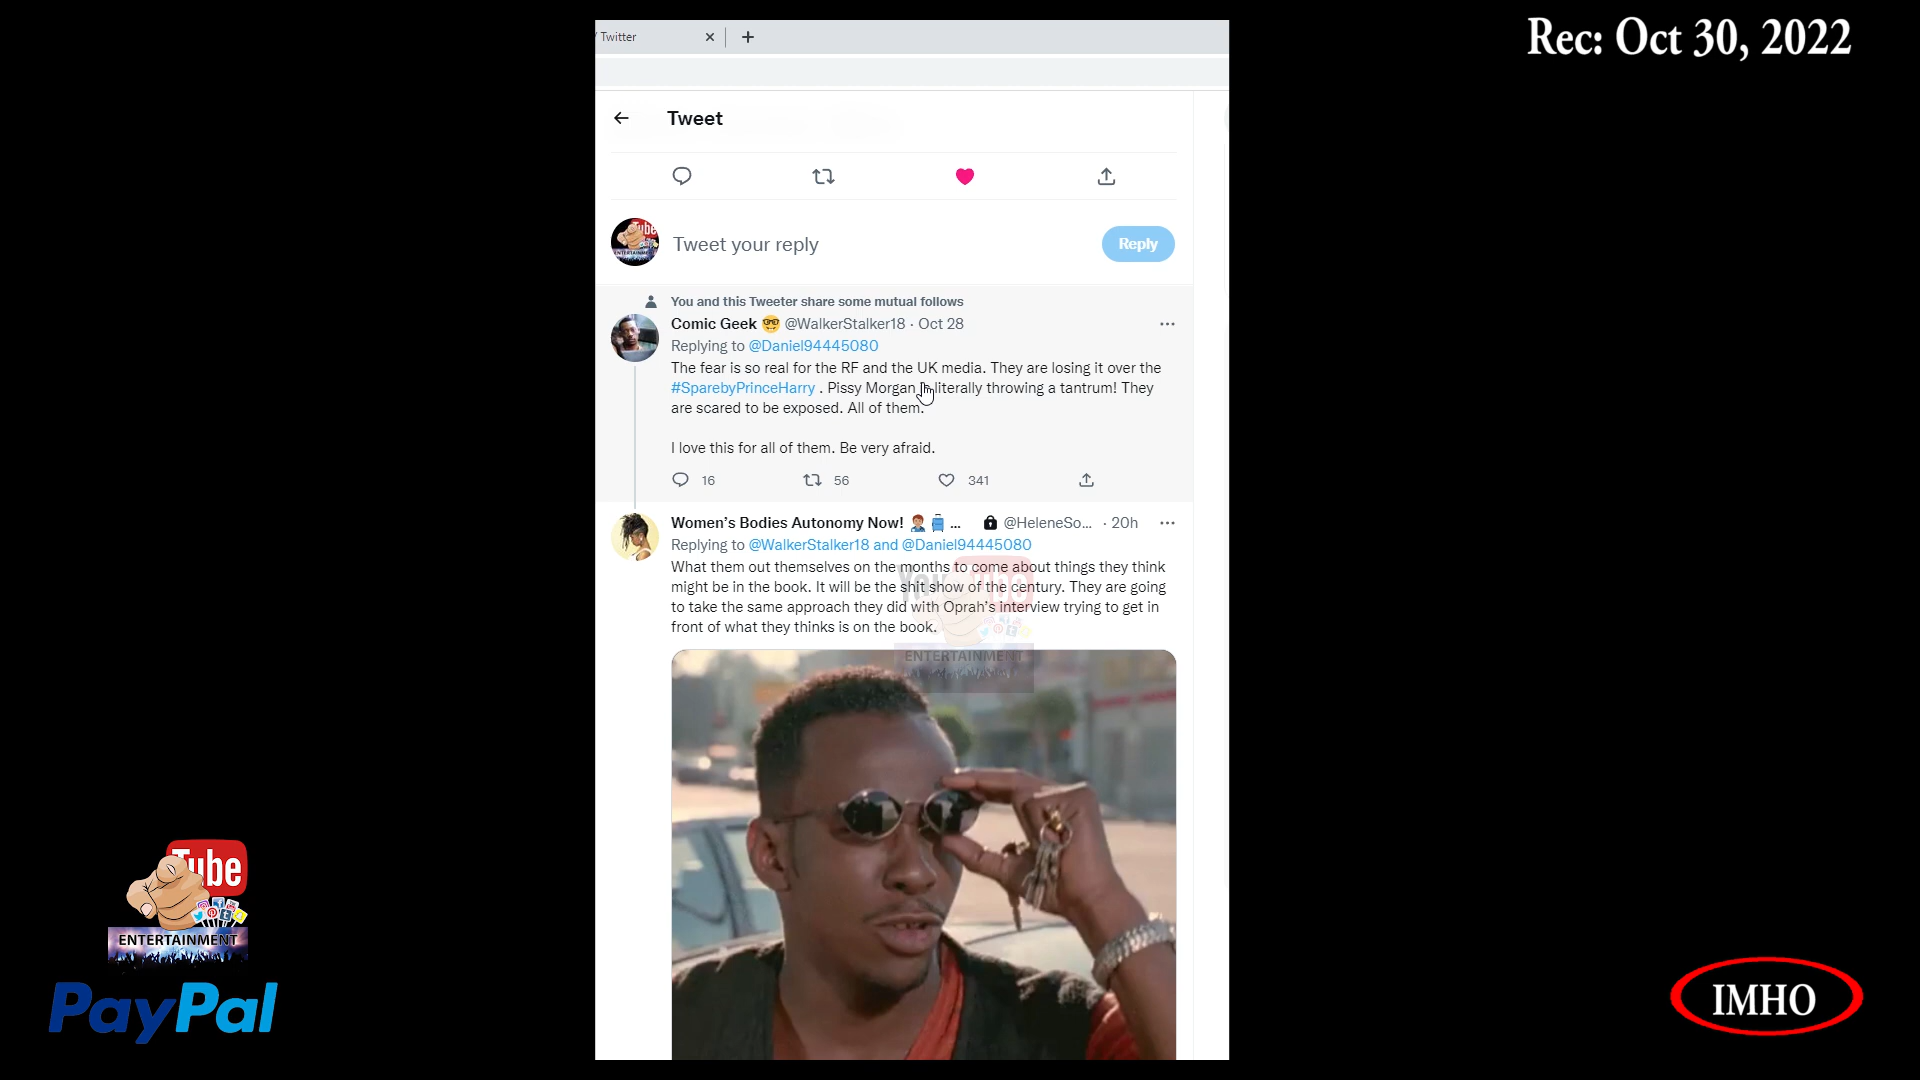 Rec: Oct 30, 2022
/ Twitter
Tweet
Tube
ENTERTAINMENT
Tweet your reply
Reply
You and this Tweeter share some mutual follows
Comic Geek 🤓 @WalkerStalker18 · Oct 28
Replying to @Daniel94445080
The fear is so real for the RF and the UK media. They are losing it over the
#SparebyPrinceHarry . Pissy Morgan literally throwing a tantrum! They
are scared to be exposed. All of them.
I love this for all of them. Be very afraid.
16 56 341
Women's Bodies Autonomy Now! ... @HeleneSo... · 20h
Replying to @WalkerStalker18 and @Daniel94445080
What them out themselves on the months to come about things they think
might be in the book. It will be the shit show of the century. They are going
to take the same approach they did with Oprah's interview trying to get in
front of what they thinks is on the book.
ENTERTAINMENT
Tube
ENTERTAINMENT
PayPal
IMHO